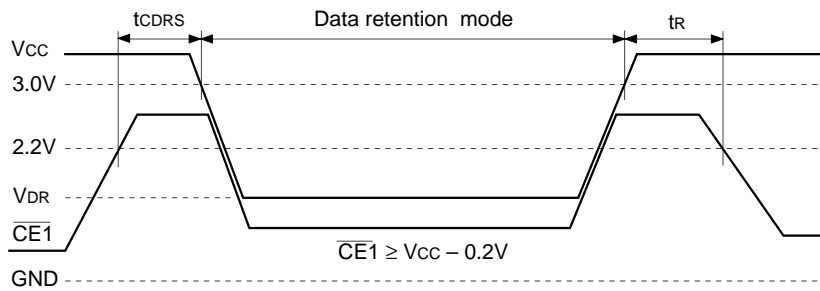 tCDRS
Data retention mode
tR
VCC
3.0V
2.2V
VDR
CE1
CE1 ≥ VCC – 0.2V
GND